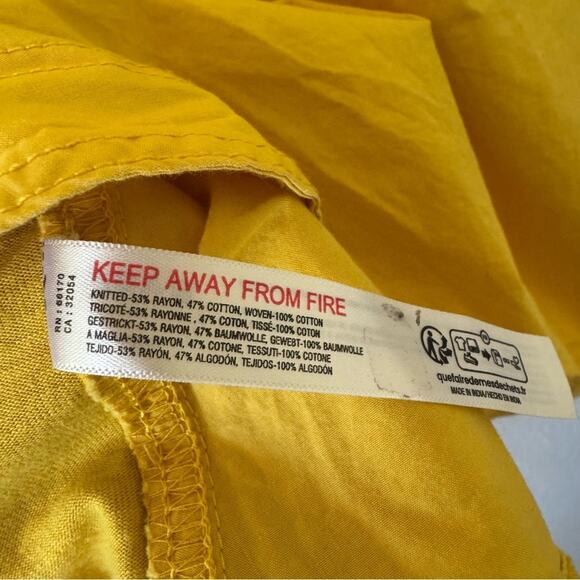 RN : 66170
CA : 32054
KEEP AWAY FROM FIRE
KNITTED-53% RAYON, 47% COTTON, WOVEN-100% COTTON
TRICOTÉ-53% RAYONNE , 47% COTON, TISSÉ-100% COTON
GESTRICKT-53% RAYON, 47% BAUMWOLLE, GEWEBT-100% BAUMWOLLE
A MAGLIA-53% RAYON, 47% COTONE, TESSUTI-100% COTONE
TEJIDO-53% RAYÓN, 47% ALGODÓN, TEJIDOS-100% ALGODÓN
quefairedemesdechets.fr
MADE IN INDIA/HECHO EN INDIA